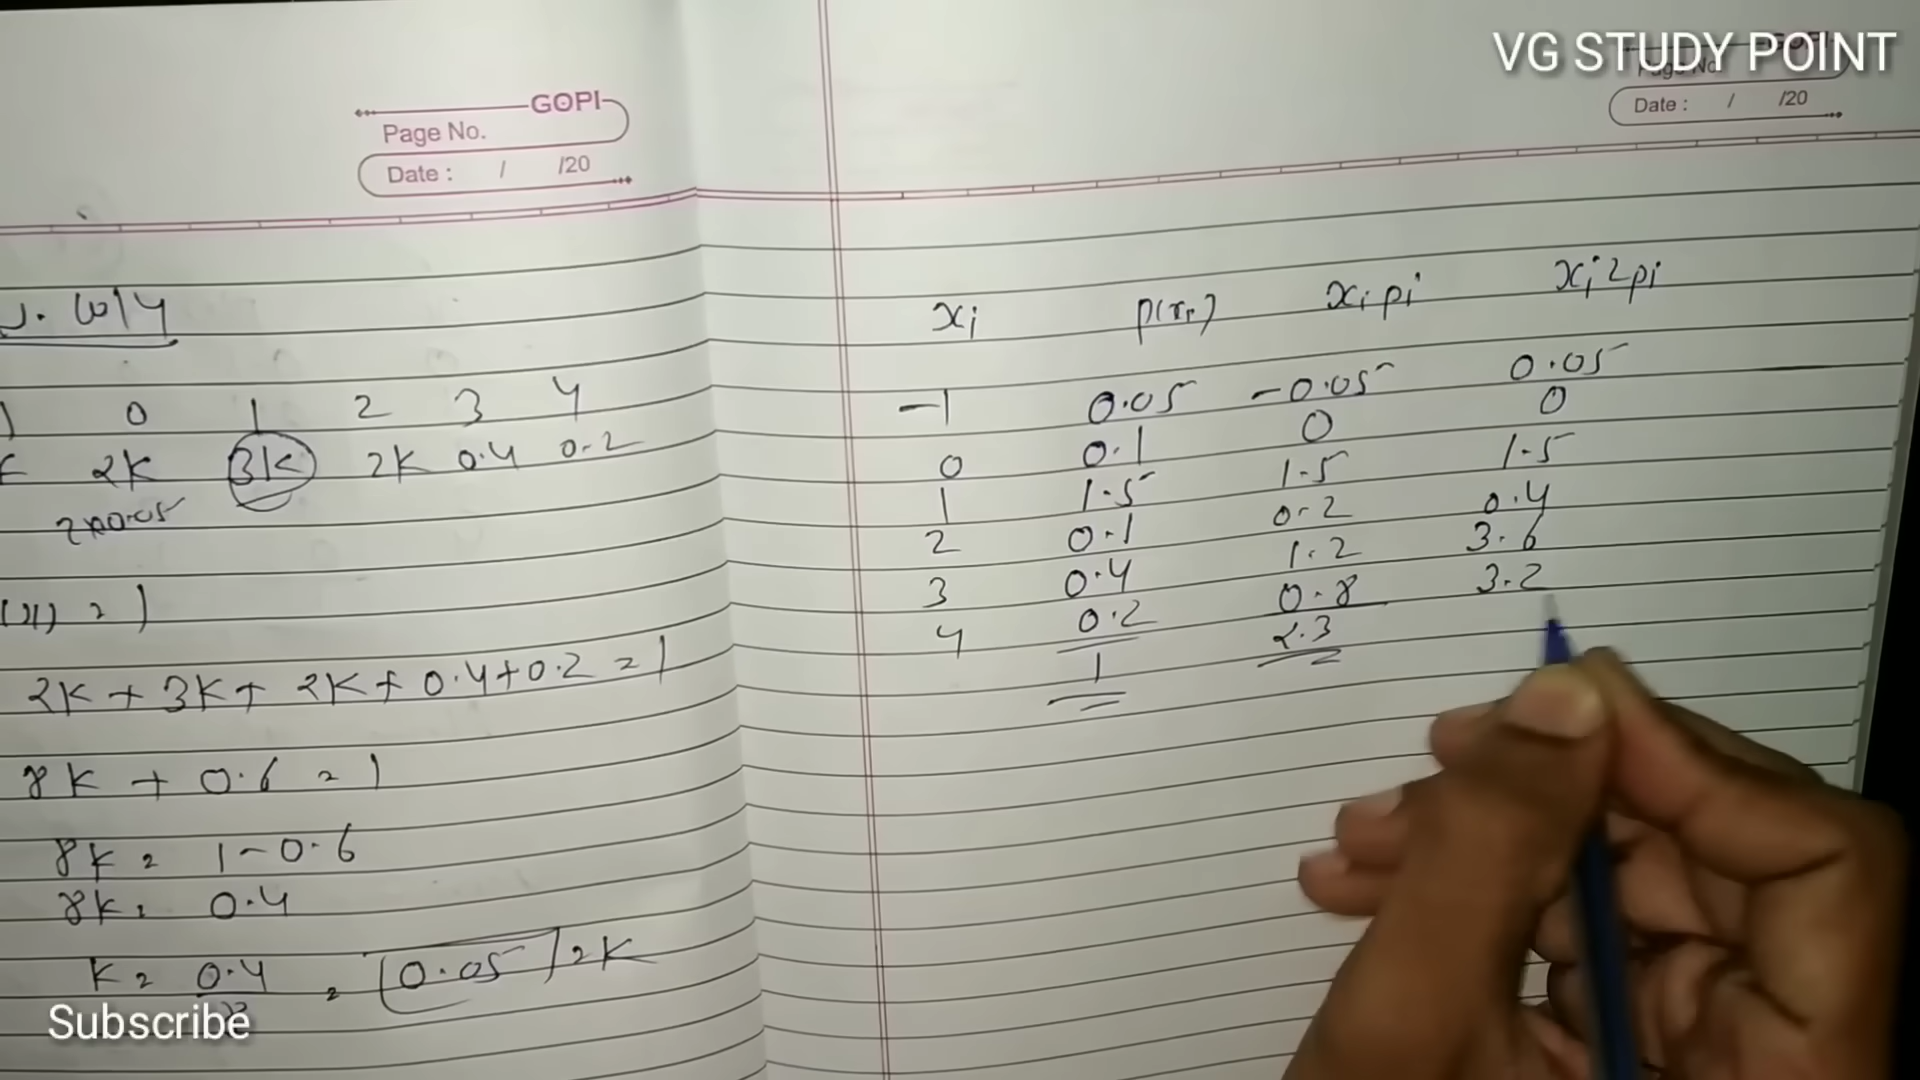 VG STUDY POINT
GOPI
Page No.
Date : / /20
Date : / /20
0 1 2 3 4
2K 3K 2K 0.4 0.2
2x0.05
2K + 3K + 2K + 0.4 + 0.2 = 1
8K + 0.6 = 1
8K = 1 - 0.6
8K = 0.4
K = 0.4 = 0.05 = K
xi p(xi) xipi xi2pi
-1 0.05 -0.05 0.05
0 0.1 0 0
1 1.5 1.5 1.5
2 0.1 0.2 0.4
3 0.4 1.2 3.6
4 0.2 0.8 3.2
1 2.3
Subscribe